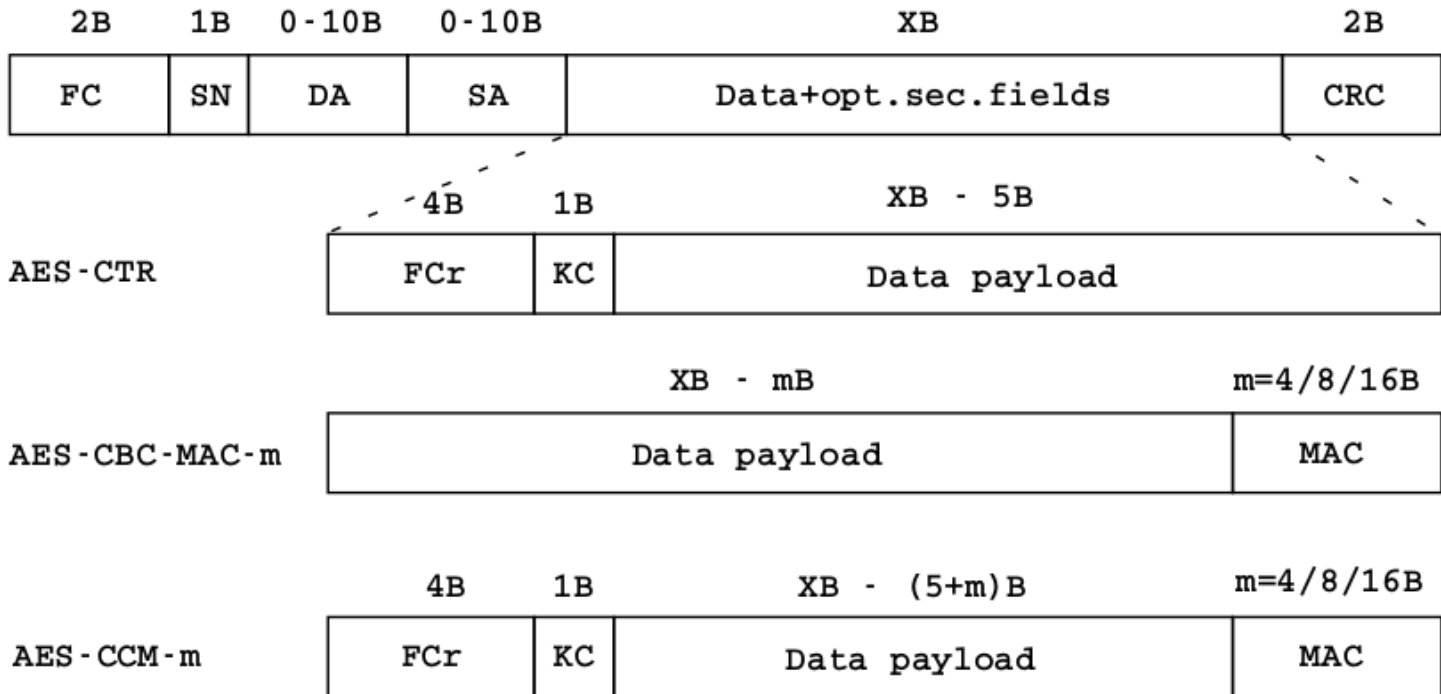 2B 1B 0-10B 0-10B XB 2B
FC SN DA SA Data+opt.sec.fields CRC
4B 1B XB - 5B
AES-CTR FCr KC Data payload
XB - mB m=4/8/16B
AES-CBC-MAC-m Data payload MAC
4B 1B XB - (5+m)B m=4/8/16B
AES-CCM-m FCr KC Data payload MAC